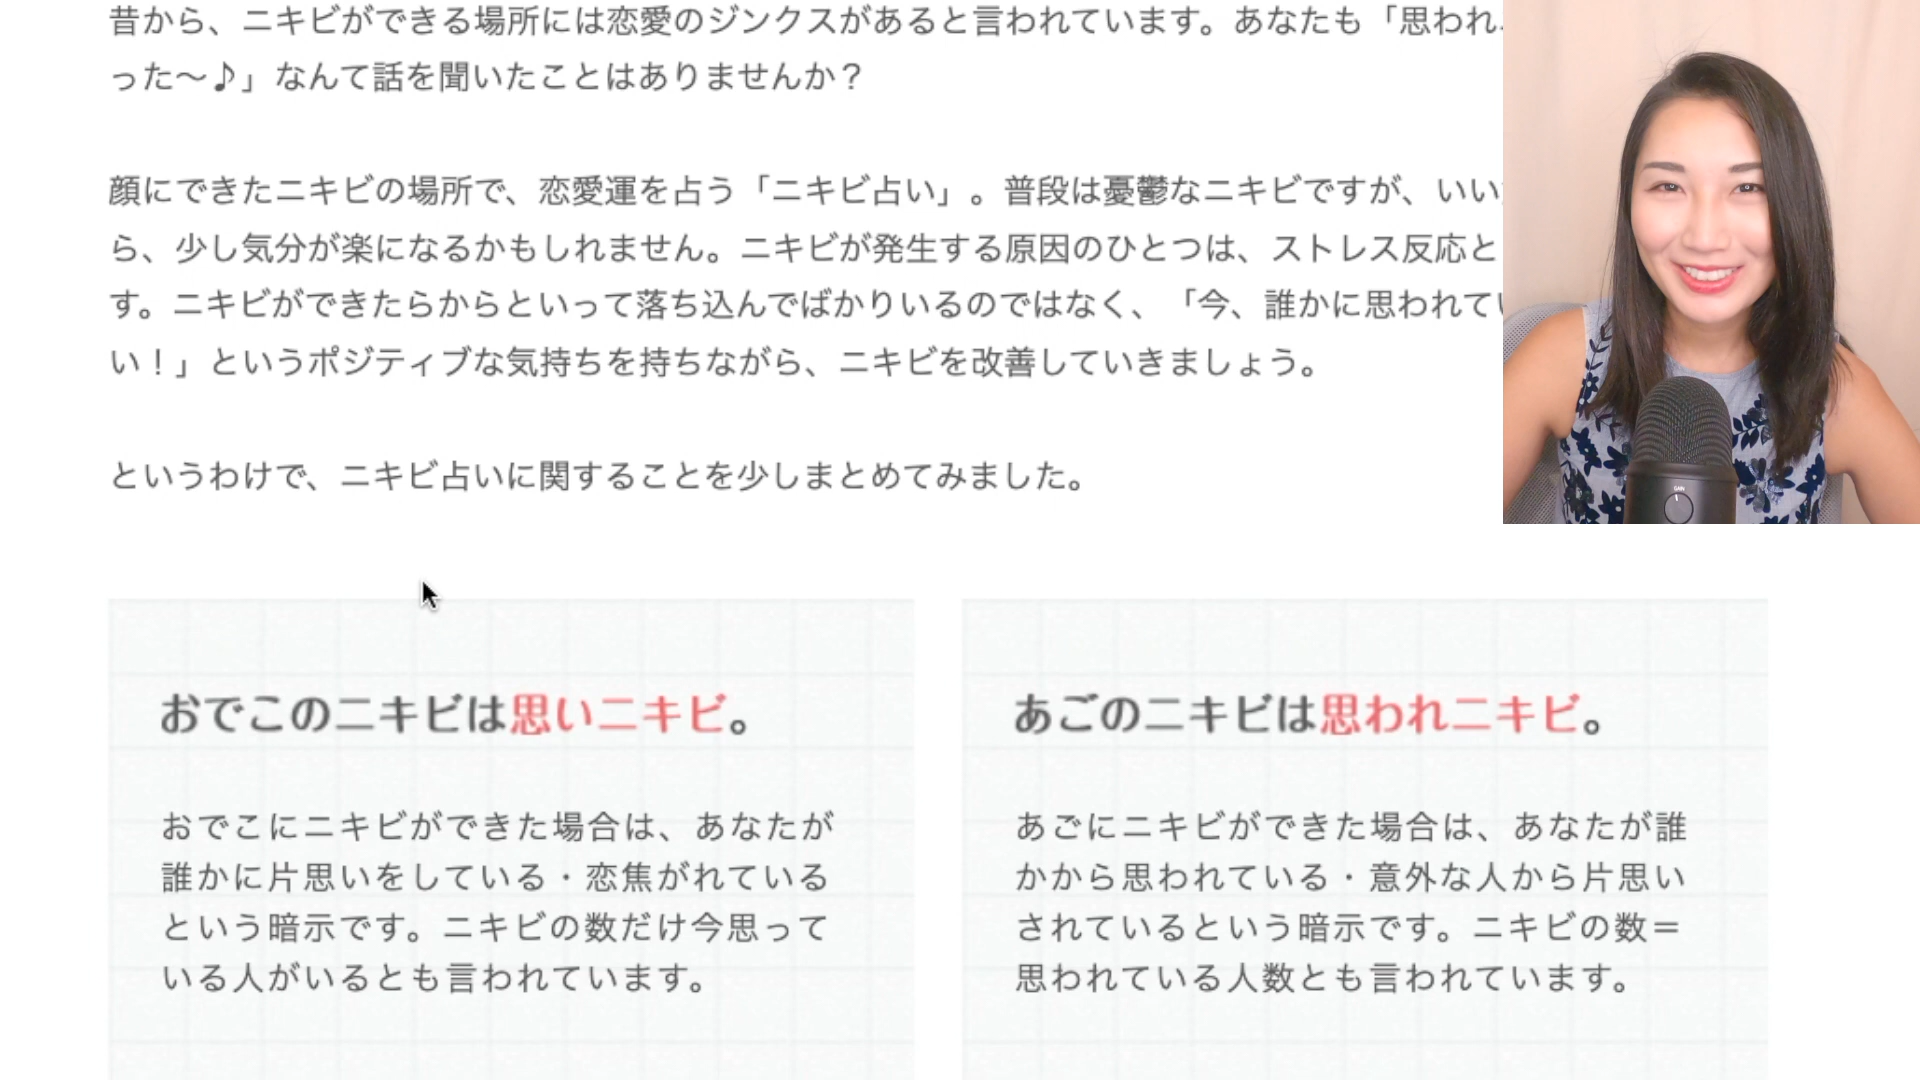 昔から、ニキビができる場所には恋愛のジンクスがあると言われています。あなたも「思われ
った〜♪」なんて話を聞いたことはありませんか？
顔にできたニキビの場所で、恋愛運を占う「ニキビ占い」。普段は憂鬱なニキビですが、いい
ら、少し気分が楽になるかもしれません。ニキビが発生する原因のひとつは、ストレス反応と
す。ニキビができたらからといって落ち込んでばかりいるのではなく、「今、誰かに思われて
い！」というポジティブな気持ちを持ちながら、ニキビを改善していきましょう。
というわけで、ニキビ占いに関することを少しまとめてみました。
おでこのニキビは思いニキビ。
おでこにニキビができた場合は、あなたが
誰かに片思いをしている・恋焦がれている
という暗示です。ニキビの数だけ今思って
いる人がいるとも言われています。
あごのニキビは思われニキビ。
あごにニキビができた場合は、あなたが誰
かから思われている・意外な人から片思い
されているという暗示です。ニキビの数＝
思われている人数とも言われています。
GAIN